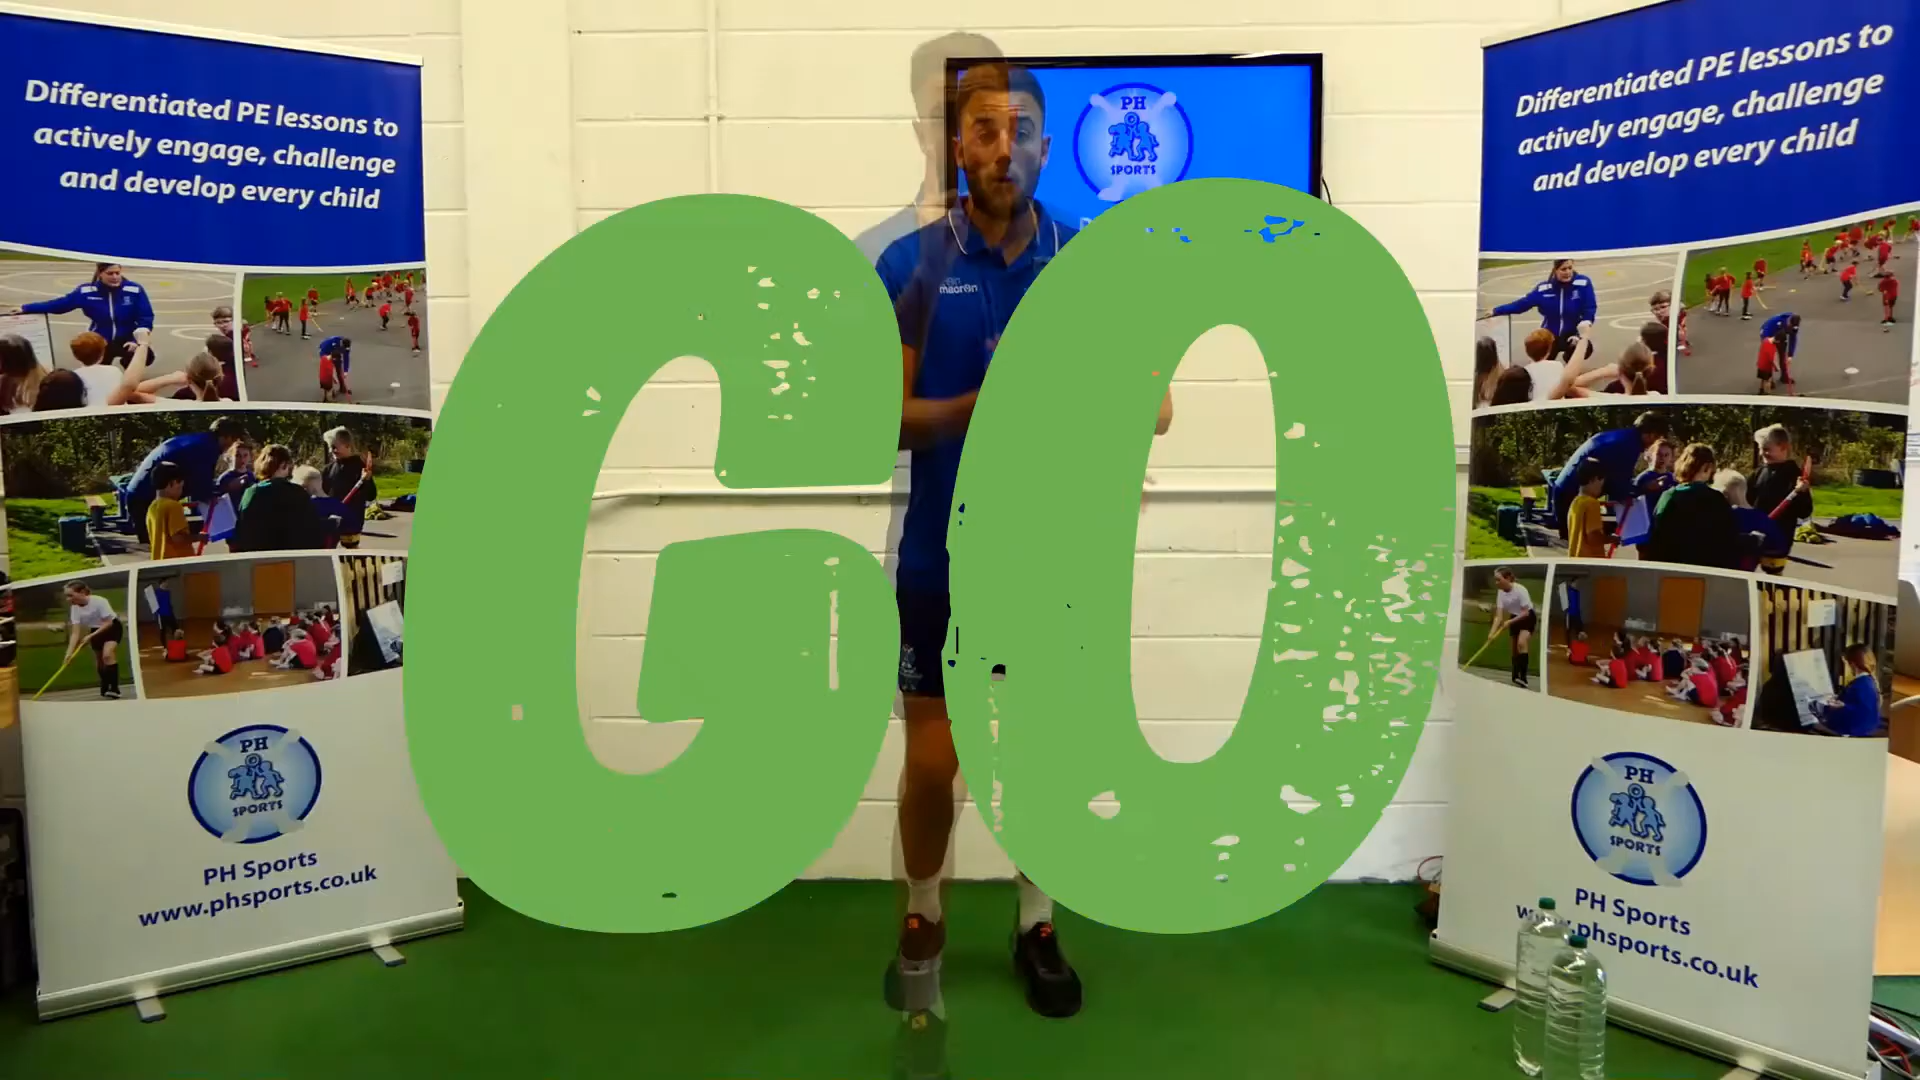 Differentiated PE lessons to
actively engage, challenge
and develop every child
PH
SPORTS
PH Sports
www.phsports.co.uk
PH
SPORTS
macron
GO
Differentiated PE lessons to
actively engage, challenge
and develop every child
PH
SPORTS
PH Sports
phsports.co.uk